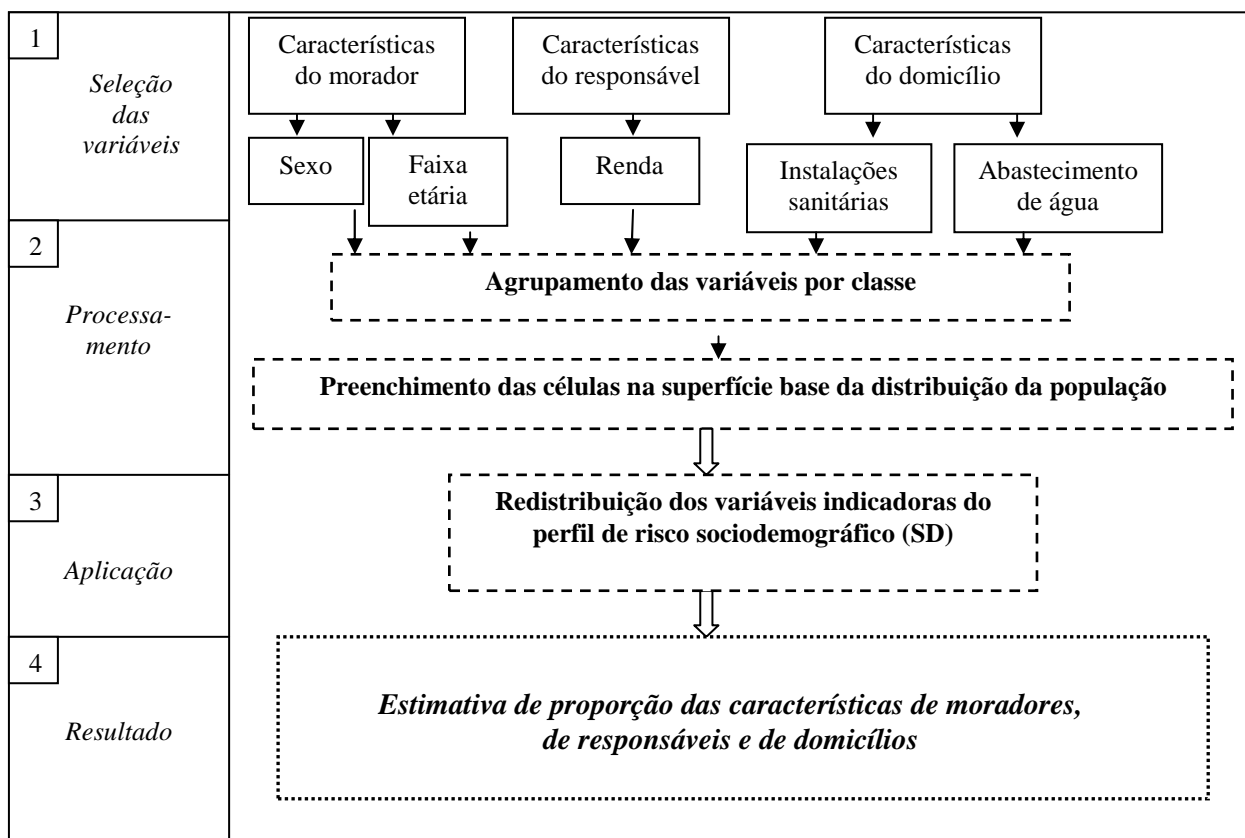 1
Seleção
das
variáveis
Características
do morador
Características
do responsável
Características
do domicílio
Sexo
Faixa
etária
Renda
Instalações
sanitárias
Abastecimento
de água
2
Processa-
mento
Agrupamento das variáveis por classe
Preenchimento das células na superfície base da distribuição da população
3
Aplicação
Redistribuição dos variáveis indicadoras do
perfil de risco sociodemográfico (SD)
4
Resultado
Estimativa de proporção das características de moradores,
de responsáveis e de domicílios